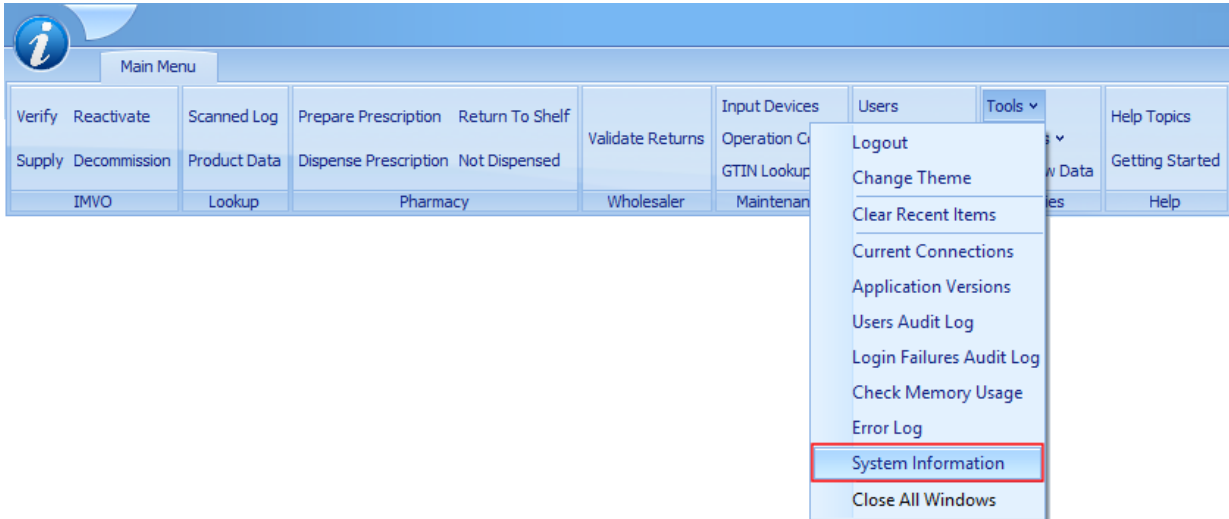 Main Menu
Verify Reactivate
Supply Decommission
IMVO
Scanned Log
Product Data
Lookup
Prepare Prescription Return To Shelf
Dispense Prescription Not Dispensed
Pharmacy
Validate Returns
Wholesaler
Input Devices
Operation
GTIN Lookup
Users
Tools
Data
Help Topics
Getting Started
Help
Logout
Change Theme
Clear Recent Items
Current Connections
Application Versions
Users Audit Log
Login Failures Audit Log
Check Memory Usage
Error Log
System Information
Close All Windows